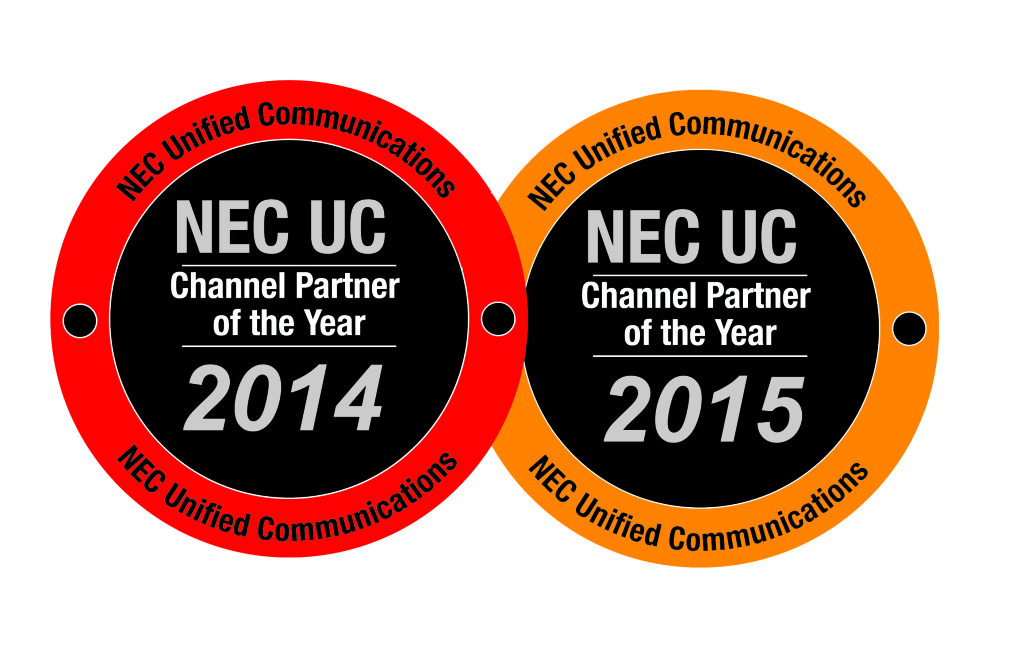 NEC Unified Communications
NEC UC
Channel Partner
of the Year
2014
NEC Unified Communications
NEC Unified Communications
NEC UC
Channel Partner
of the Year
2015
NEC Unified Communications